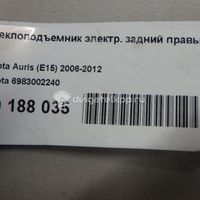 еклоподъемник электр. задний правы
ota Auris (E15) 2006-2012
ota 6983002240
188 035